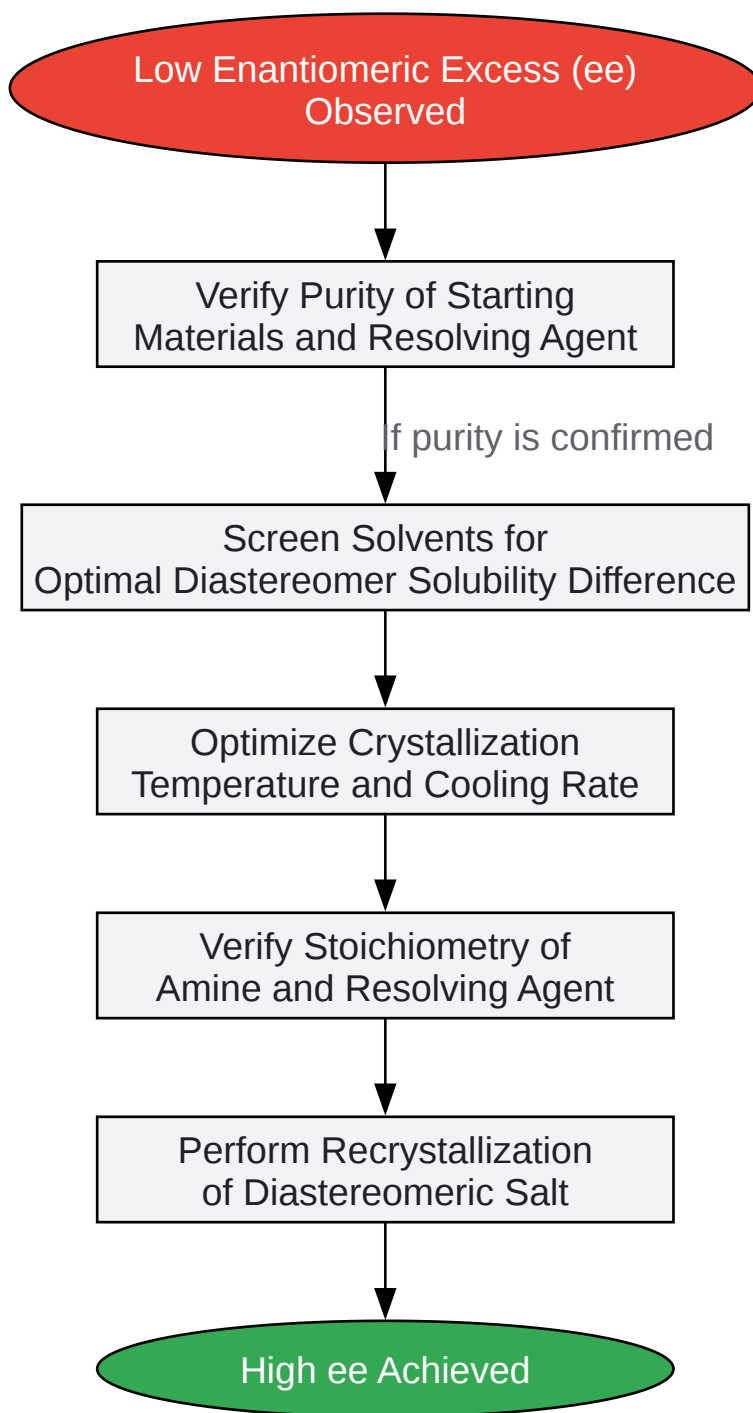 Low Enantiomeric Excess (ee)
Observed
Verify Purity of Starting
Materials and Resolving Agent
If purity is confirmed
Screen Solvents for
Optimal Diastereomer Solubility Difference
Optimize Crystallization
Temperature and Cooling Rate
Verify Stoichiometry of
Amine and Resolving Agent
Perform Recrystallization
of Diastereomeric Salt
High ee Achieved